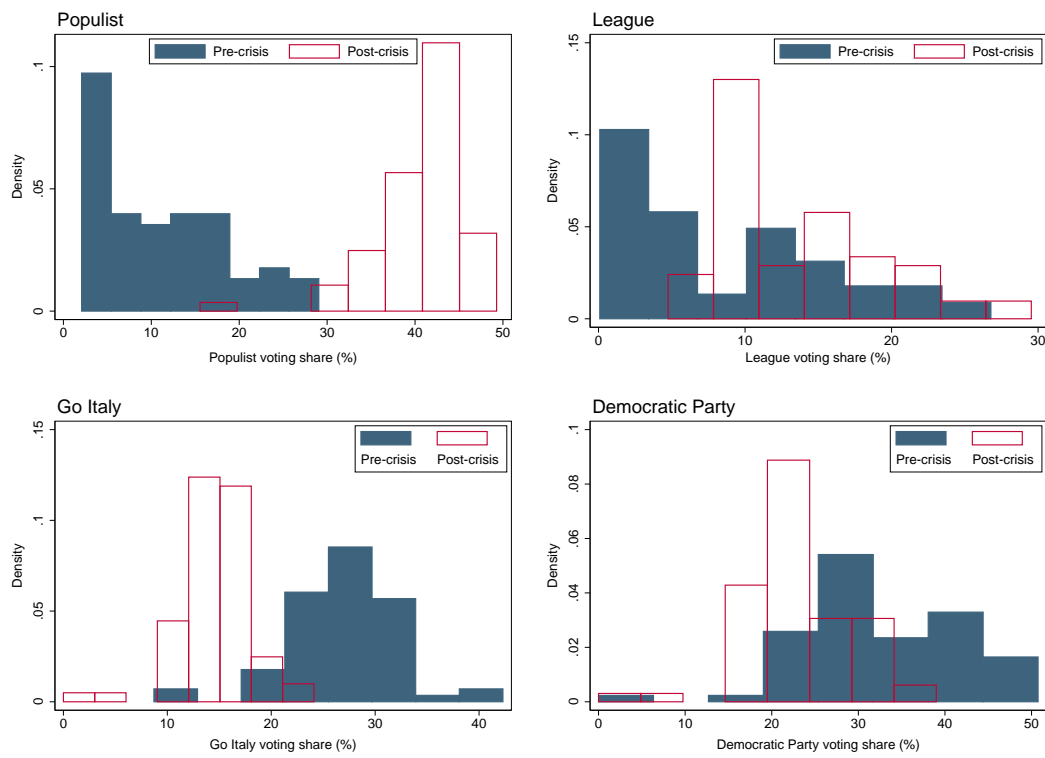 Populist
Pre-crisis Post-crisis
.1
.05
0
Density
0 10 20 30 40 50
Populist voting share (%)
League
Pre-crisis Post-crisis
.15
.1
.05
0
Density
0 10 20 30
League voting share (%)
Go Italy
Pre-crisis Post-crisis
.15
.1
.05
0
Density
0 10 20 30 40
Go Italy voting share (%)
Democratic Party
Pre-crisis Post-crisis
.1
.08
.06
.04
.02
0
Density
0 10 20 30 40 50
Democratic Party voting share (%)